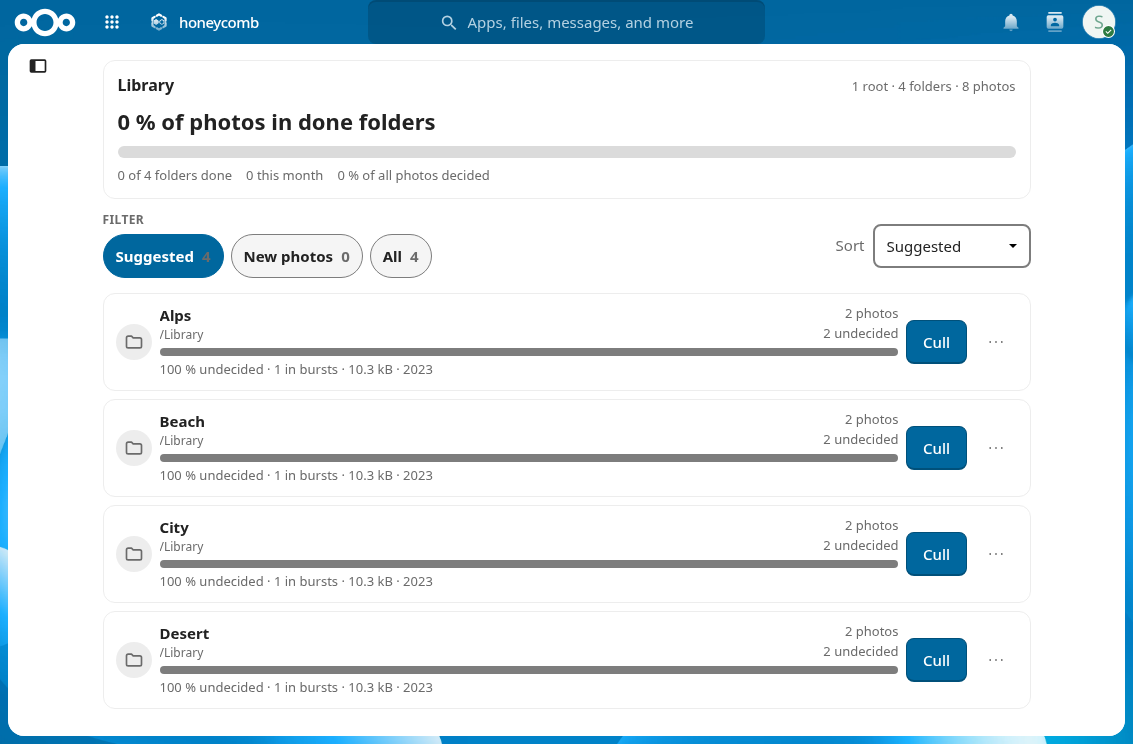 honeycomb
Apps, files, messages, and more
S
Library
1 root · 4 folders · 8 photos
0 % of photos in done folders
0 of 4 folders done 0 this month 0 % of all photos decided
FILTER
Suggested 4 New photos 0 All 4
Sort Suggested
Alps
/Library
100 % undecided · 1 in bursts · 10.3 kB · 2023
2 photos
2 undecided
Cull
...
Beach
/Library
100 % undecided · 1 in bursts · 10.3 kB · 2023
2 photos
2 undecided
Cull
...
City
/Library
100 % undecided · 1 in bursts · 10.3 kB · 2023
2 photos
2 undecided
Cull
...
Desert
/Library
100 % undecided · 1 in bursts · 10.3 kB · 2023
2 photos
2 undecided
Cull
...